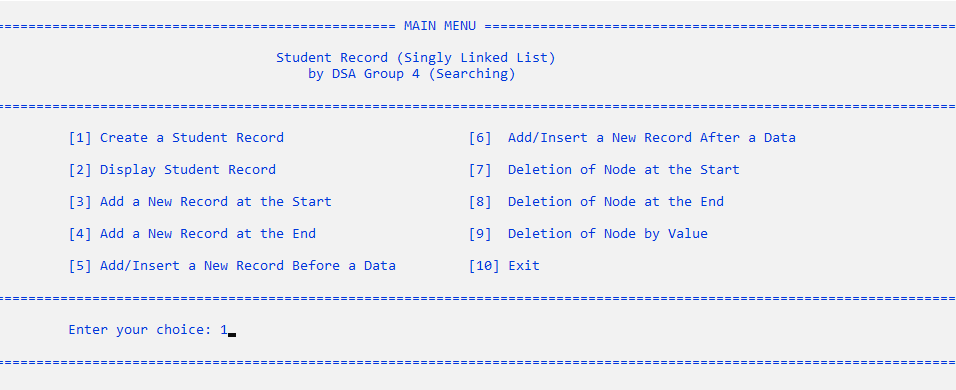 ============================================== MAIN MENU ===========================================================
Student Record (Singly Linked List)
by DSA Group 4 (Searching)
========================================================================================================================
[1] Create a Student Record [6] Add/Insert a New Record After a Data
[2] Display Student Record [7] Deletion of Node at the Start
[3] Add a New Record at the Start [8] Deletion of Node at the End
[4] Add a New Record at the End [9] Deletion of Node by Value
[5] Add/Insert a New Record Before a Data [10] Exit
========================================================================================================================
Enter your choice: 1
========================================================================================================================